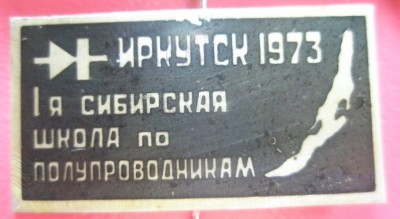 ИРКУТСК 1973
1я СИБИРСКАЯ
ШКОЛА ПО
ПОЛУПРОВОДНИКАМ